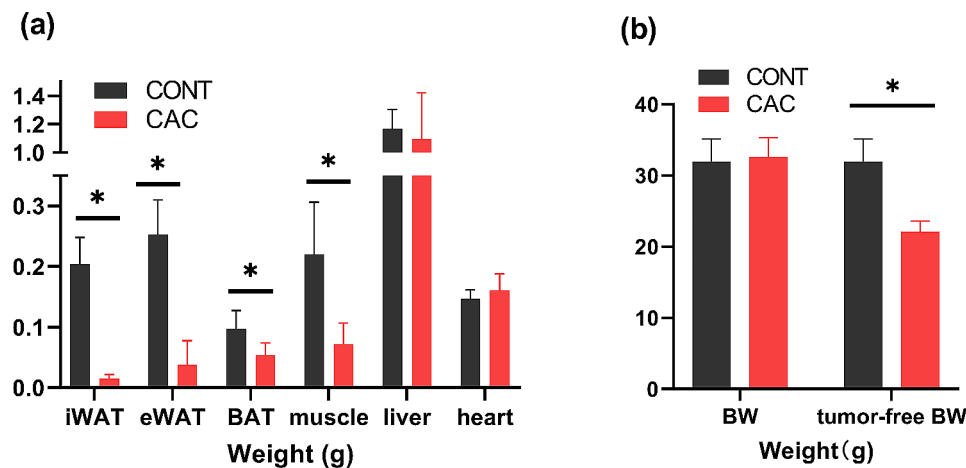 (a)
CONT
CAC
1.4
1.2
1.0
0.3
0.2
0.1
0.0
*
*
*
*
iWAT eWAT BAT muscle liver heart
Weight (g)
(b)
CONT
CAC
40
30
20
10
0
*
BW tumor-free BW
Weight(g)